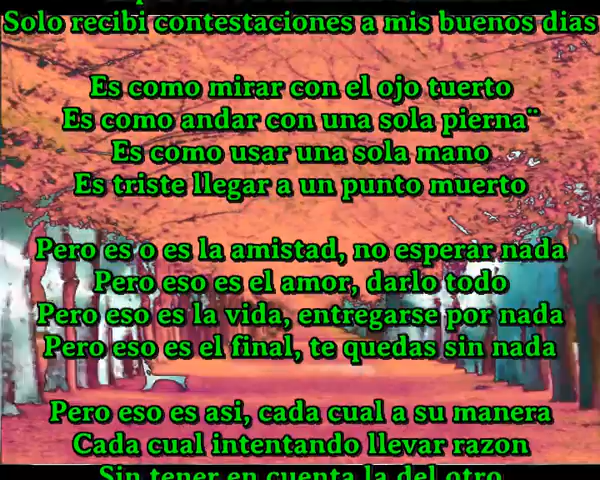 Solo recibi contestaciones a mis buenos dias
Es como mirar con el ojo tuerto
Es como andar con una sola pierna¨
Es como usar una sola mano
Es triste llegar a un punto muerto
Pero es o es la amistad, no esperar nada
Pero eso es el amor, darlo todo
Pero eso es la vida, entregarse por nada
Pero eso es el final, te quedas sin nada
Pero eso es asi, cada cual a su manera
Cada cual intentando llevar razon
Sin tener en cuenta la del otro